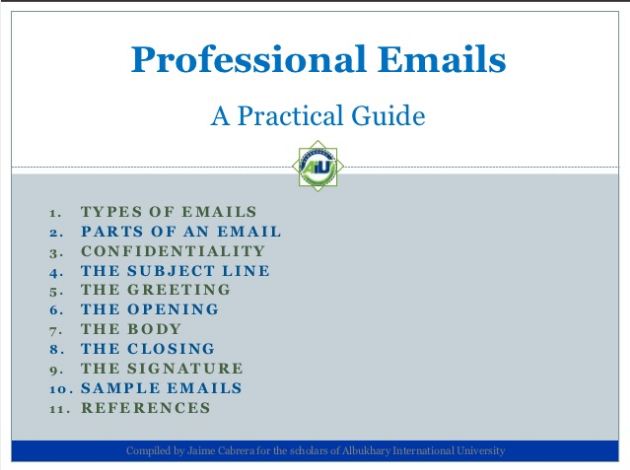 Professional Emails
A Practical Guide
AiU
1. TYPES OF EMAILS
2. PARTS OF AN EMAIL
3. CONFIDENTIALITY
4. THE SUBJECT LINE
5. THE GREETING
6. THE OPENING
7. THE BODY
8. THE CLOSING
9. THE SIGNATURE
10. SAMPLE EMAILS
11. REFERENCES
Compiled by Jaime Cabrera for the scholars of Albukhary International University